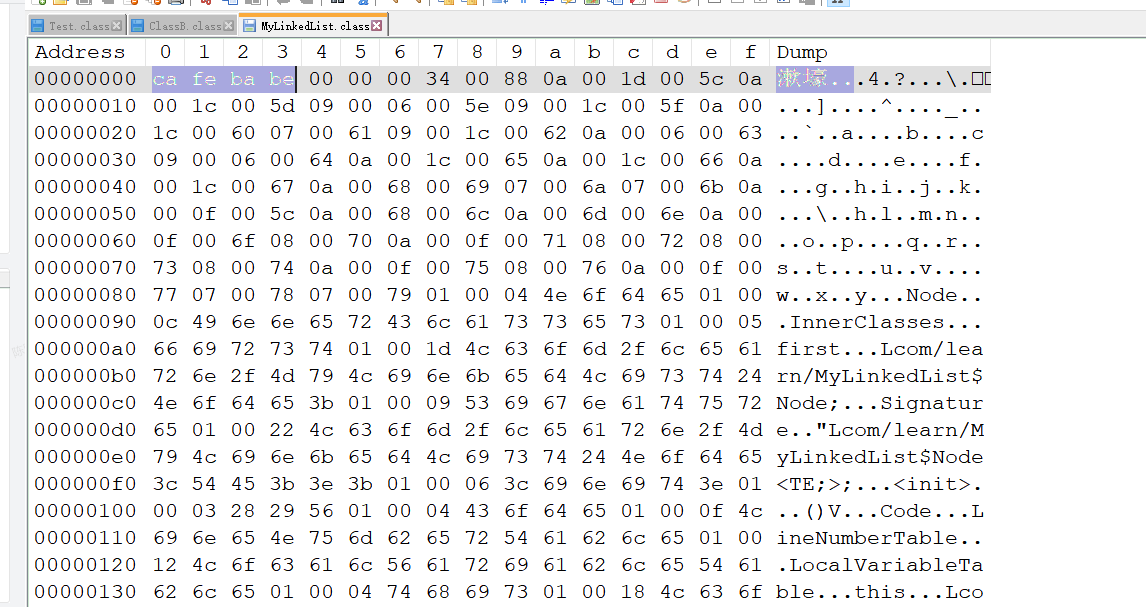 Test.class ClassB.class MyLinkedList.class
Address 0 1 2 3 4 5 6 7 8 9 a b c d e f Dump
00000000 ca fe ba be 00 00 00 34 00 88 0a 00 1d 00 5c 0a 漱壕...4.?...\.
00000010 00 1c 00 5d 09 00 06 00 5e 09 00 1c 00 5f 0a 00 ...]....^...._..
00000020 1c 00 60 07 00 61 09 00 1c 00 62 0a 00 06 00 63 ..`..a....b....c
00000030 09 00 06 00 64 0a 00 1c 00 65 0a 00 1c 00 66 0a ....d....e....f.
00000040 00 1c 00 67 0a 00 68 00 69 07 00 6a 07 00 6b 0a ...g..h.i..j..k.
00000050 00 0f 00 5c 0a 00 68 00 6c 0a 00 6d 00 6e 0a 00 ...\..h.l..m.n..
00000060 0f 00 6f 08 00 70 0a 00 0f 00 71 08 00 72 08 00 ..o..p....q..r..
00000070 73 08 00 74 0a 00 0f 00 75 08 00 76 0a 00 0f 00 s..t....u..v....
00000080 77 07 00 78 07 00 79 01 00 04 4e 6f 64 65 01 00 w..x..y...Node..
00000090 0c 49 6e 6e 65 72 43 6c 61 73 73 65 73 01 00 05 .InnerClasses...
000000a0 66 69 72 73 74 01 00 1d 4c 63 6f 6d 2f 6c 65 61 first...Lcom/lea
000000b0 72 6e 2f 4d 79 4c 69 6e 6b 65 64 4c 69 73 74 24 rn/MyLinkedList$
000000c0 4e 6f 64 65 3b 01 00 09 53 69 67 6e 61 74 75 72 Node;...Signatur
000000d0 65 01 00 22 4c 63 6f 6d 2f 6c 65 61 72 6e 2f 4d e.."Lcom/learn/M
000000e0 79 4c 69 6e 6b 65 64 4c 69 73 74 24 4e 6f 64 65 yLinkedList$Node
000000f0 3c 54 45 3b 3e 3b 01 00 06 3c 69 6e 69 74 3e 01 <TE;>;...<init>.
00000100 00 03 28 29 56 01 00 04 43 6f 64 65 01 00 0f 4c ..()V...Code...L
00000110 69 6e 65 4e 75 6d 62 65 72 54 61 62 6c 65 01 00 ineNumberTable..
00000120 12 4c 6f 63 61 6c 56 61 72 69 61 62 6c 65 54 61 .LocalVariableTa
00000130 62 6c 65 01 00 04 74 68 69 73 01 00 18 4c 63 6f ble...this...Lco